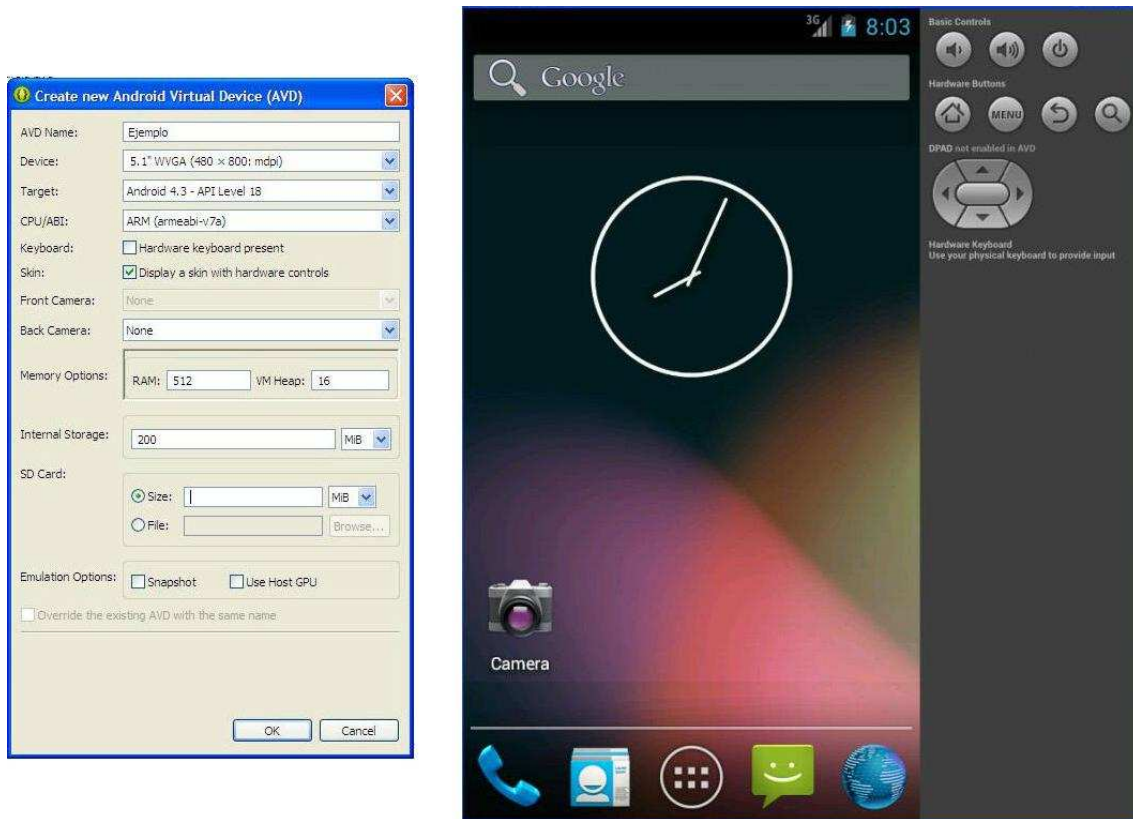 Create new Android Virtual Device (AVD)
AVD Name: Ejemplo
Device: 5.1" WVGA (480 × 800: mdpi)
Target: Android 4.3 - API Level 18
CPU/ABI: ARM (armeabi-v7a)
Keyboard: Hardware keyboard present
Skin: Display a skin with hardware controls
Front Camera: None
Back Camera: None
Memory Options: RAM: 512 VM Heap: 16
Internal Storage: 200 MiB
SD Card:
Size: MiB
File: Browse...
Emulation Options: Snapshot Use Host GPU
Override the existing AVD with the same name
OK Cancel
3G 8:03
Google
Camera
Basic Controls
Hardware Buttons
MENU
DPAD not enabled in AVD
Hardware Keyboard
Use your physical keyboard to provide input